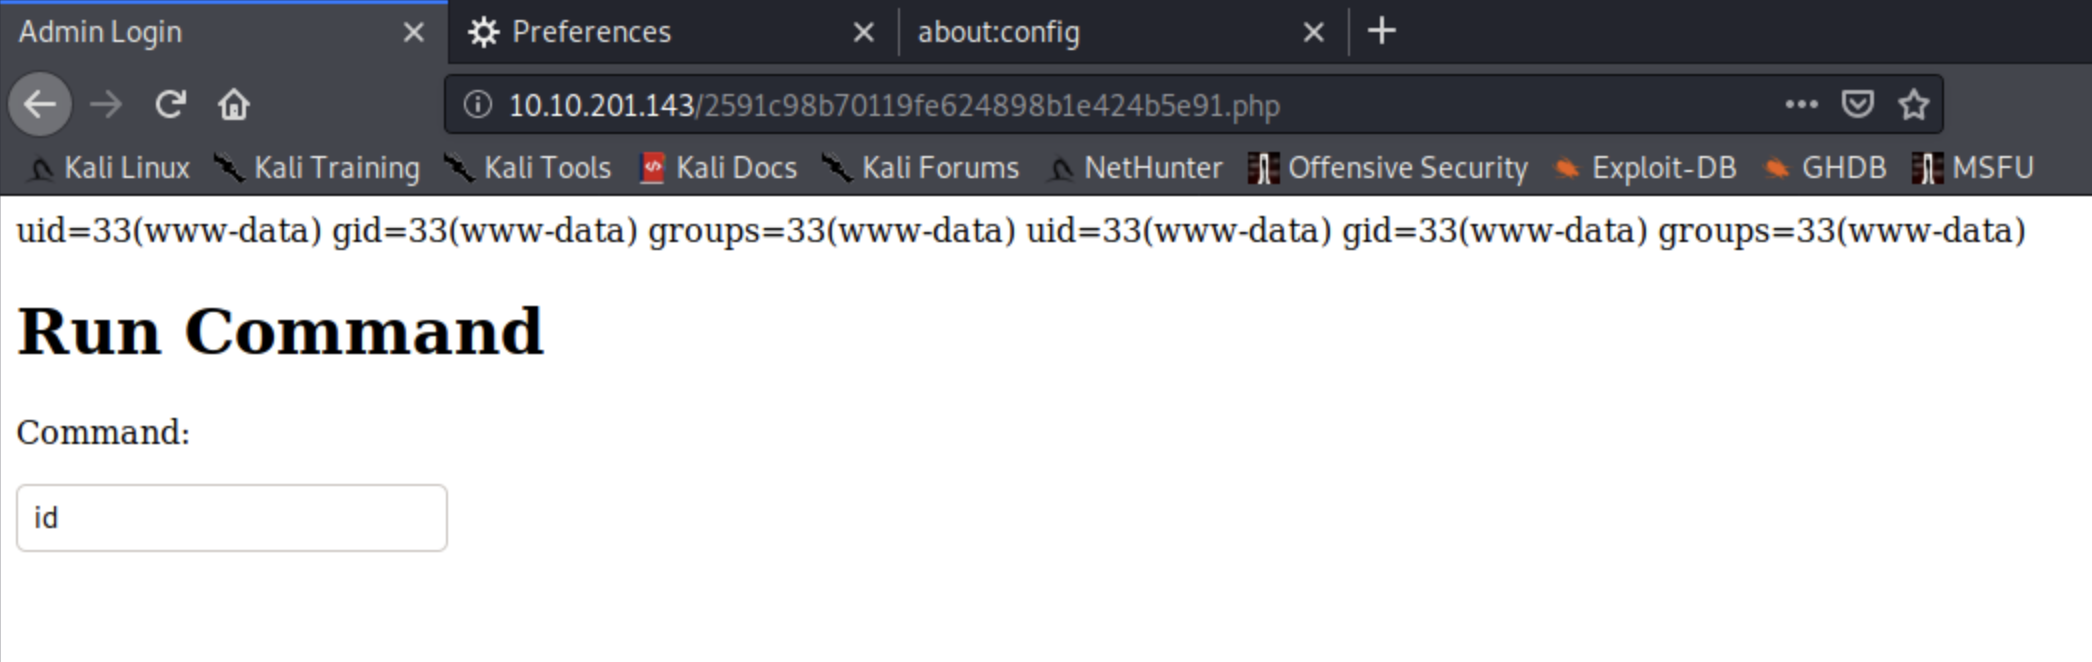 Admin Login Preferences about:config
10.10.201.143/2591c98b70119fe624898b1e424b5e91.php
Kali Linux Kali Training Kali Tools Kali Docs Kali Forums NetHunter Offensive Security Exploit-DB GHDB MSFU
uid=33(www-data) gid=33(www-data) groups=33(www-data) uid=33(www-data) gid=33(www-data) groups=33(www-data)
Run Command
Command:
id